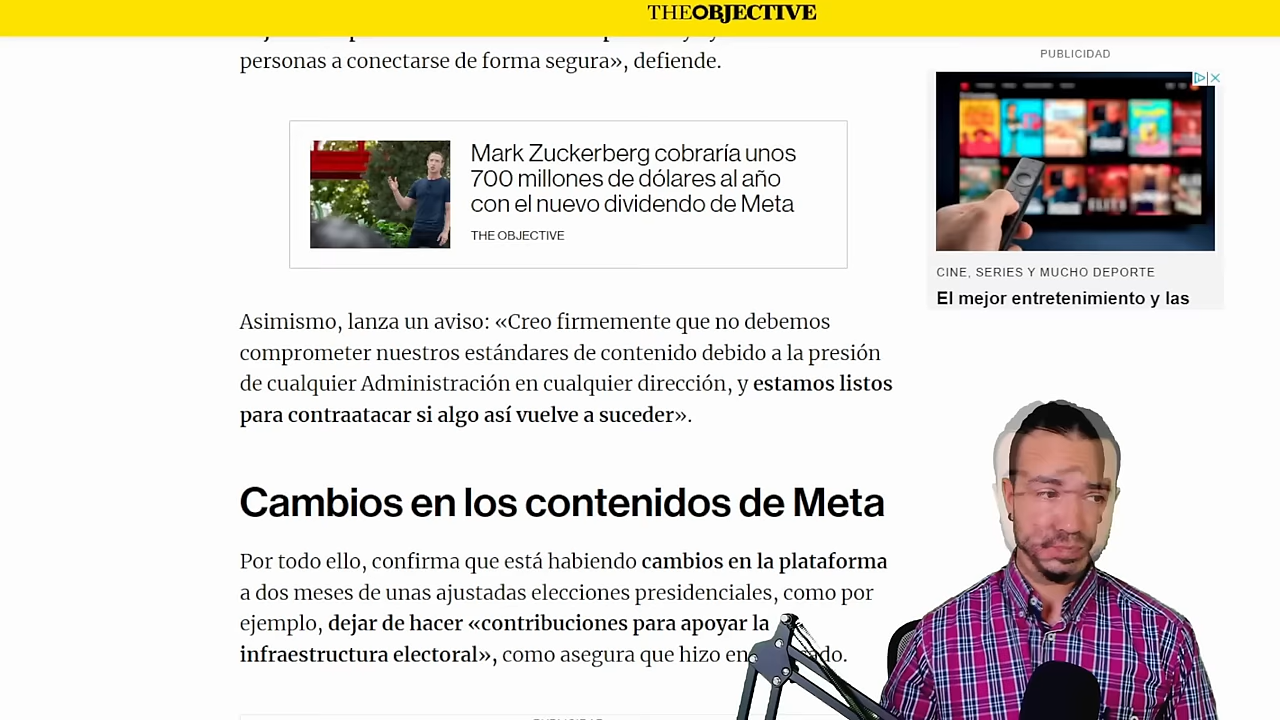 THEOBJECTIVE
personas a conectarse de forma segura», defiende.
PUBLICIDAD
Mark Zuckerberg cobraría unos
700 millones de dólares al año
con el nuevo dividendo de Meta
THE OBJECTIVE
CINE, SERIES Y MUCHO DEPORTE
El mejor entretenimiento y las
Asimismo, lanza un aviso: «Creo firmemente que no debemos
comprometer nuestros estándares de contenido debido a la presión
de cualquier Administración en cualquier dirección, y estamos listos
para contraatacar si algo así vuelve a suceder».
Cambios en los contenidos de Meta
Por todo ello, confirma que está habiendo cambios en la plataforma
a dos meses de unas ajustadas elecciones presidenciales, como por
ejemplo, dejar de hacer «contribuciones para apoyar la
infraestructura electoral», como asegura que hizo en